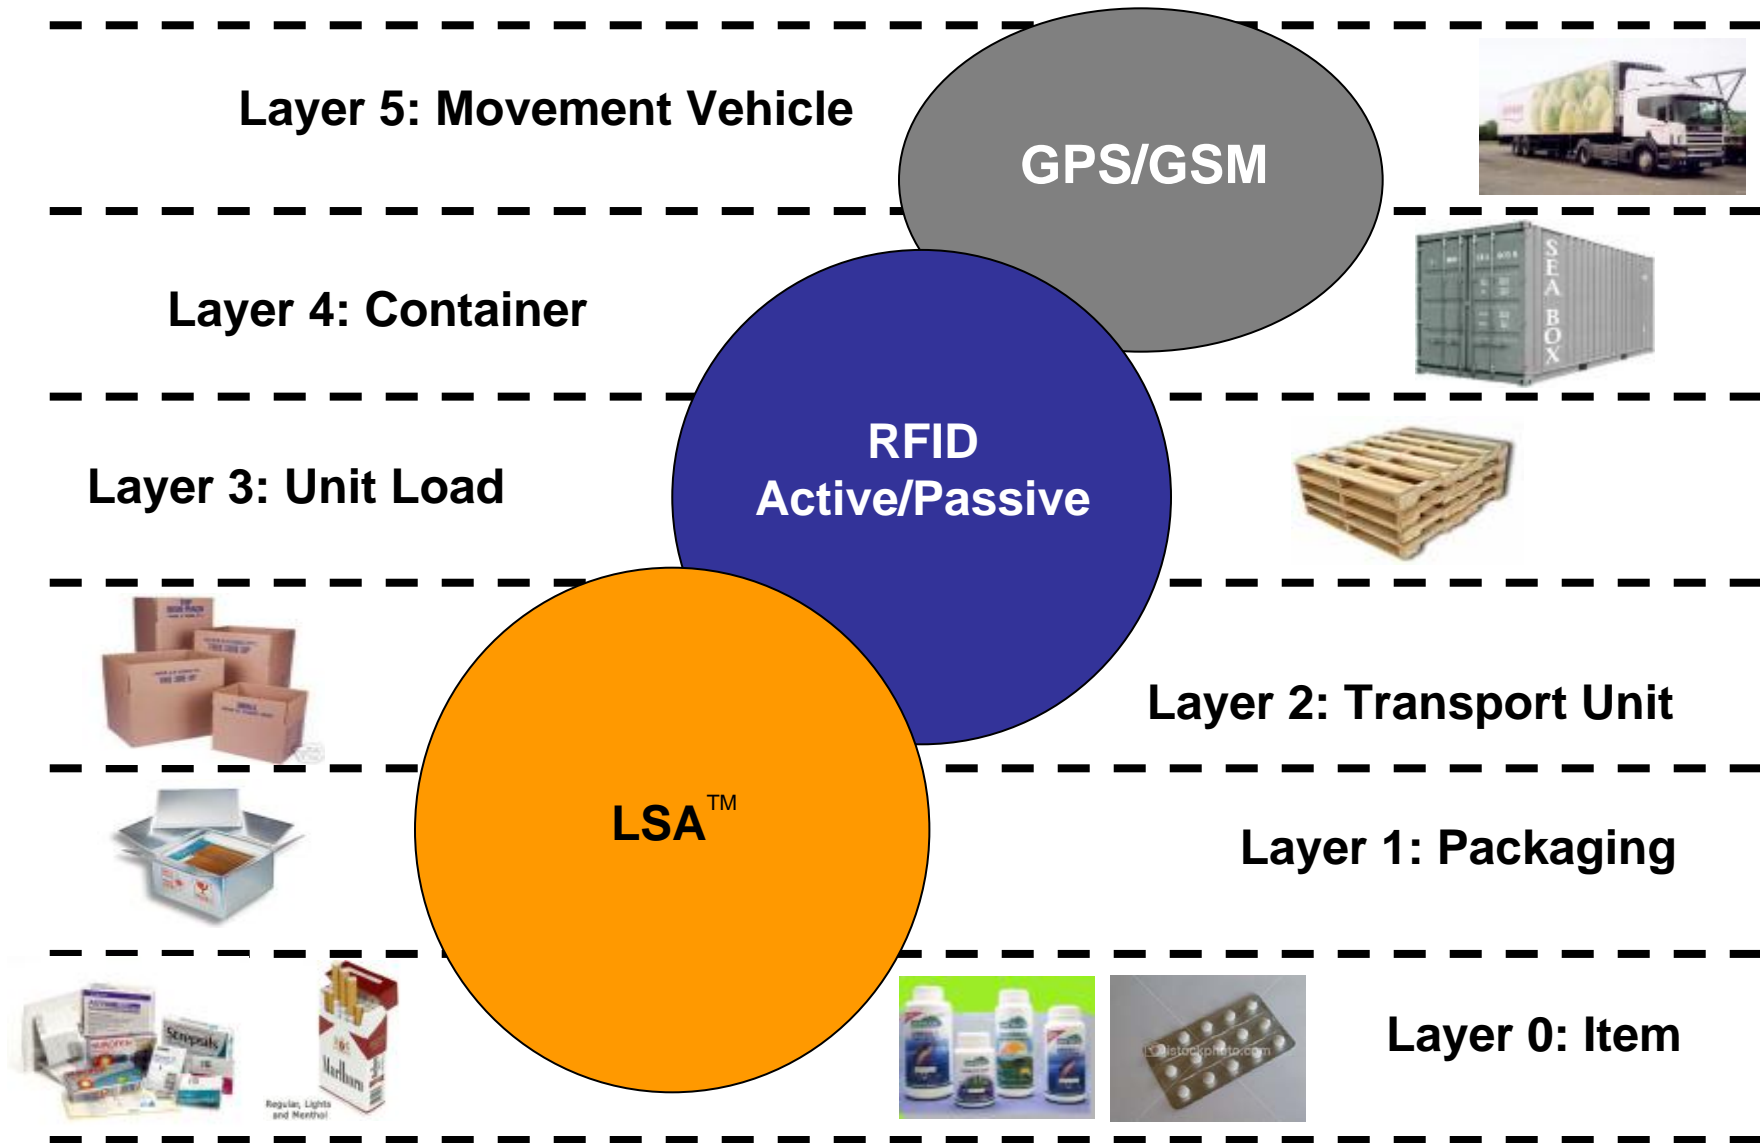 Layer 5: Movement Vehicle
GPS/GSM
Layer 4: Container
SEA BOX
RFID
Active/Passive
Layer 3: Unit Load
Layer 2: Transport Unit
LSA™
Layer 1: Packaging
Strepsils
Marlboro
Regular, Lights
and Menthol
istockphoto.com
Layer 0: Item